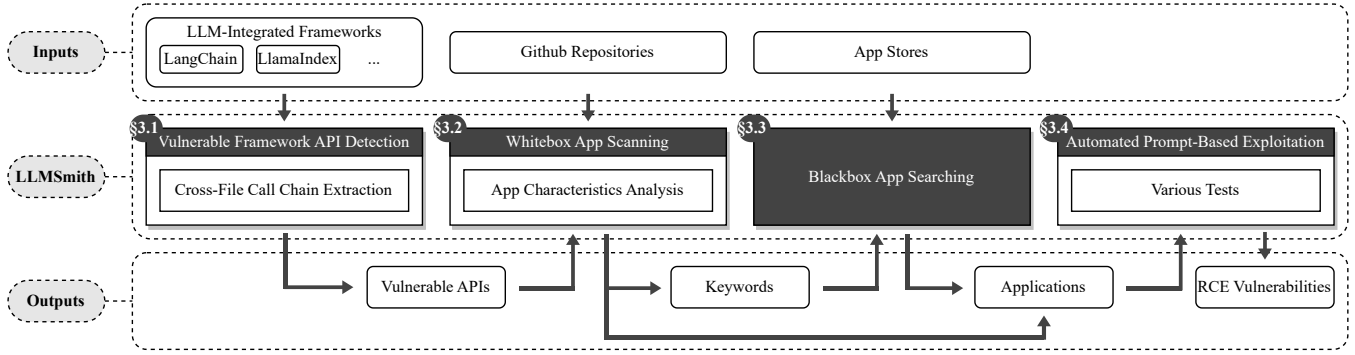 Inputs
LLM-Integrated Frameworks
LangChain
LlamaIndex
...
Github Repositories
App Stores
LLMSmith
§3.1
Vulnerable Framework API Detection
Cross-File Call Chain Extraction
§3.2
Whitebox App Scanning
App Characteristics Analysis
§3.3
Blackbox App Searching
§3.4
Automated Prompt-Based Exploitation
Various Tests
Outputs
Vulnerable APIs
Keywords
Applications
RCE Vulnerabilities